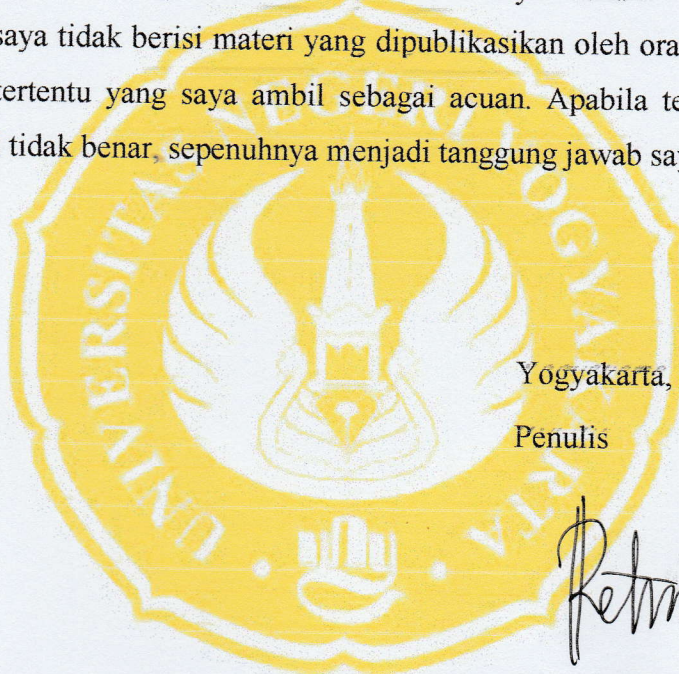 saya tidak berisi materi yang dipublikasikan oleh ora
tertentu yang saya ambil sebagai acuan. Apabila te
tidak benar, sepenuhnya menjadi tanggung jawab say
UNIVERSITAS NEGERI YOGYAKARTA
Yogyakarta,
Penulis